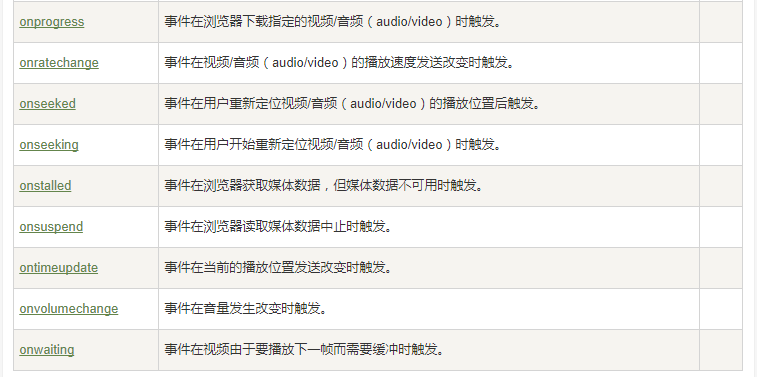 onprogress 事件在浏览器下载指定的视频/音频（audio/video）时触发。
onratechange 事件在视频/音频（audio/video）的播放速度发送改变时触发。
onseeked 事件在用户重新定位视频/音频（audio/video）的播放位置后触发。
onseeking 事件在用户开始重新定位视频/音频（audio/video）时触发。
onstalled 事件在浏览器获取媒体数据，但媒体数据不可用时触发。
onsuspend 事件在浏览器读取媒体数据中止时触发。
ontimeupdate 事件在当前的播放位置发送改变时触发。
onvolumechange 事件在音量发生改变时触发。
onwaiting 事件在视频由于要播放下一帧而需要缓冲时触发。